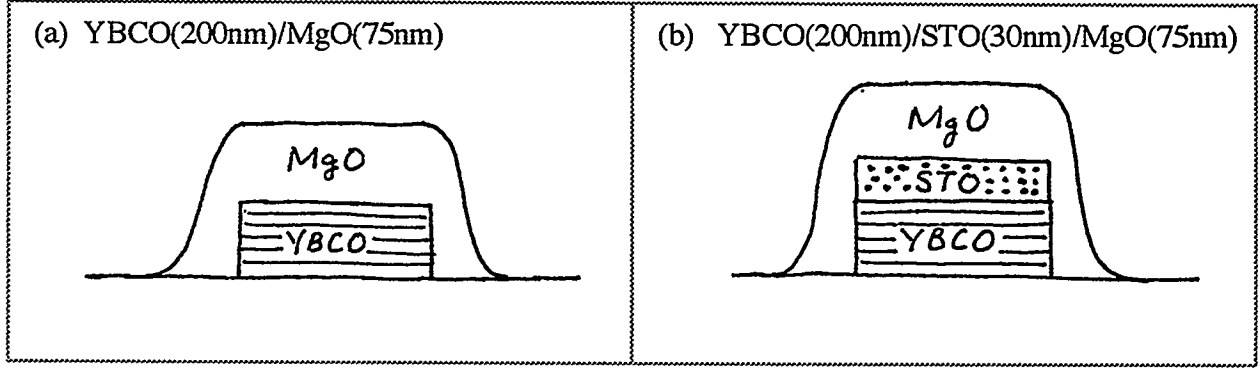 (a) YBCO(200nm)/MgO(75nm)
MgO
YBCO
(b) YBCO(200nm)/STO(30nm)/MgO(75nm)
MgO
STO
YBCO